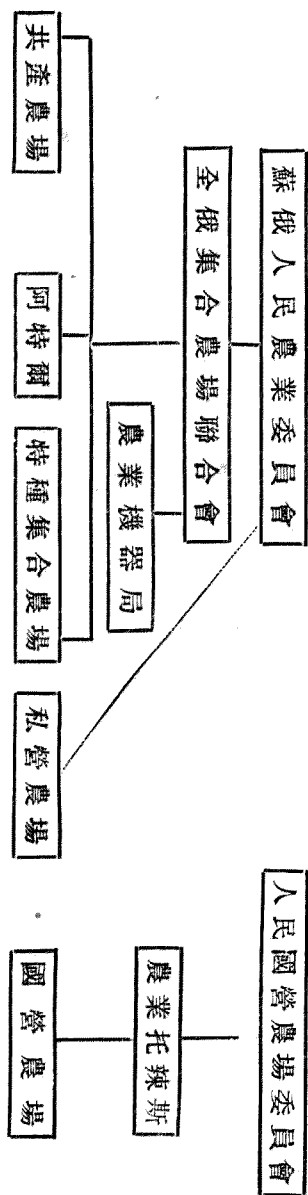 蘇俄人民農業委員會
人民國營農場委員會
全俄集合農場聯合會
農業機器局
農業托辣斯
共產農場
阿特爾
特種集合農場
私營農場
國營農場